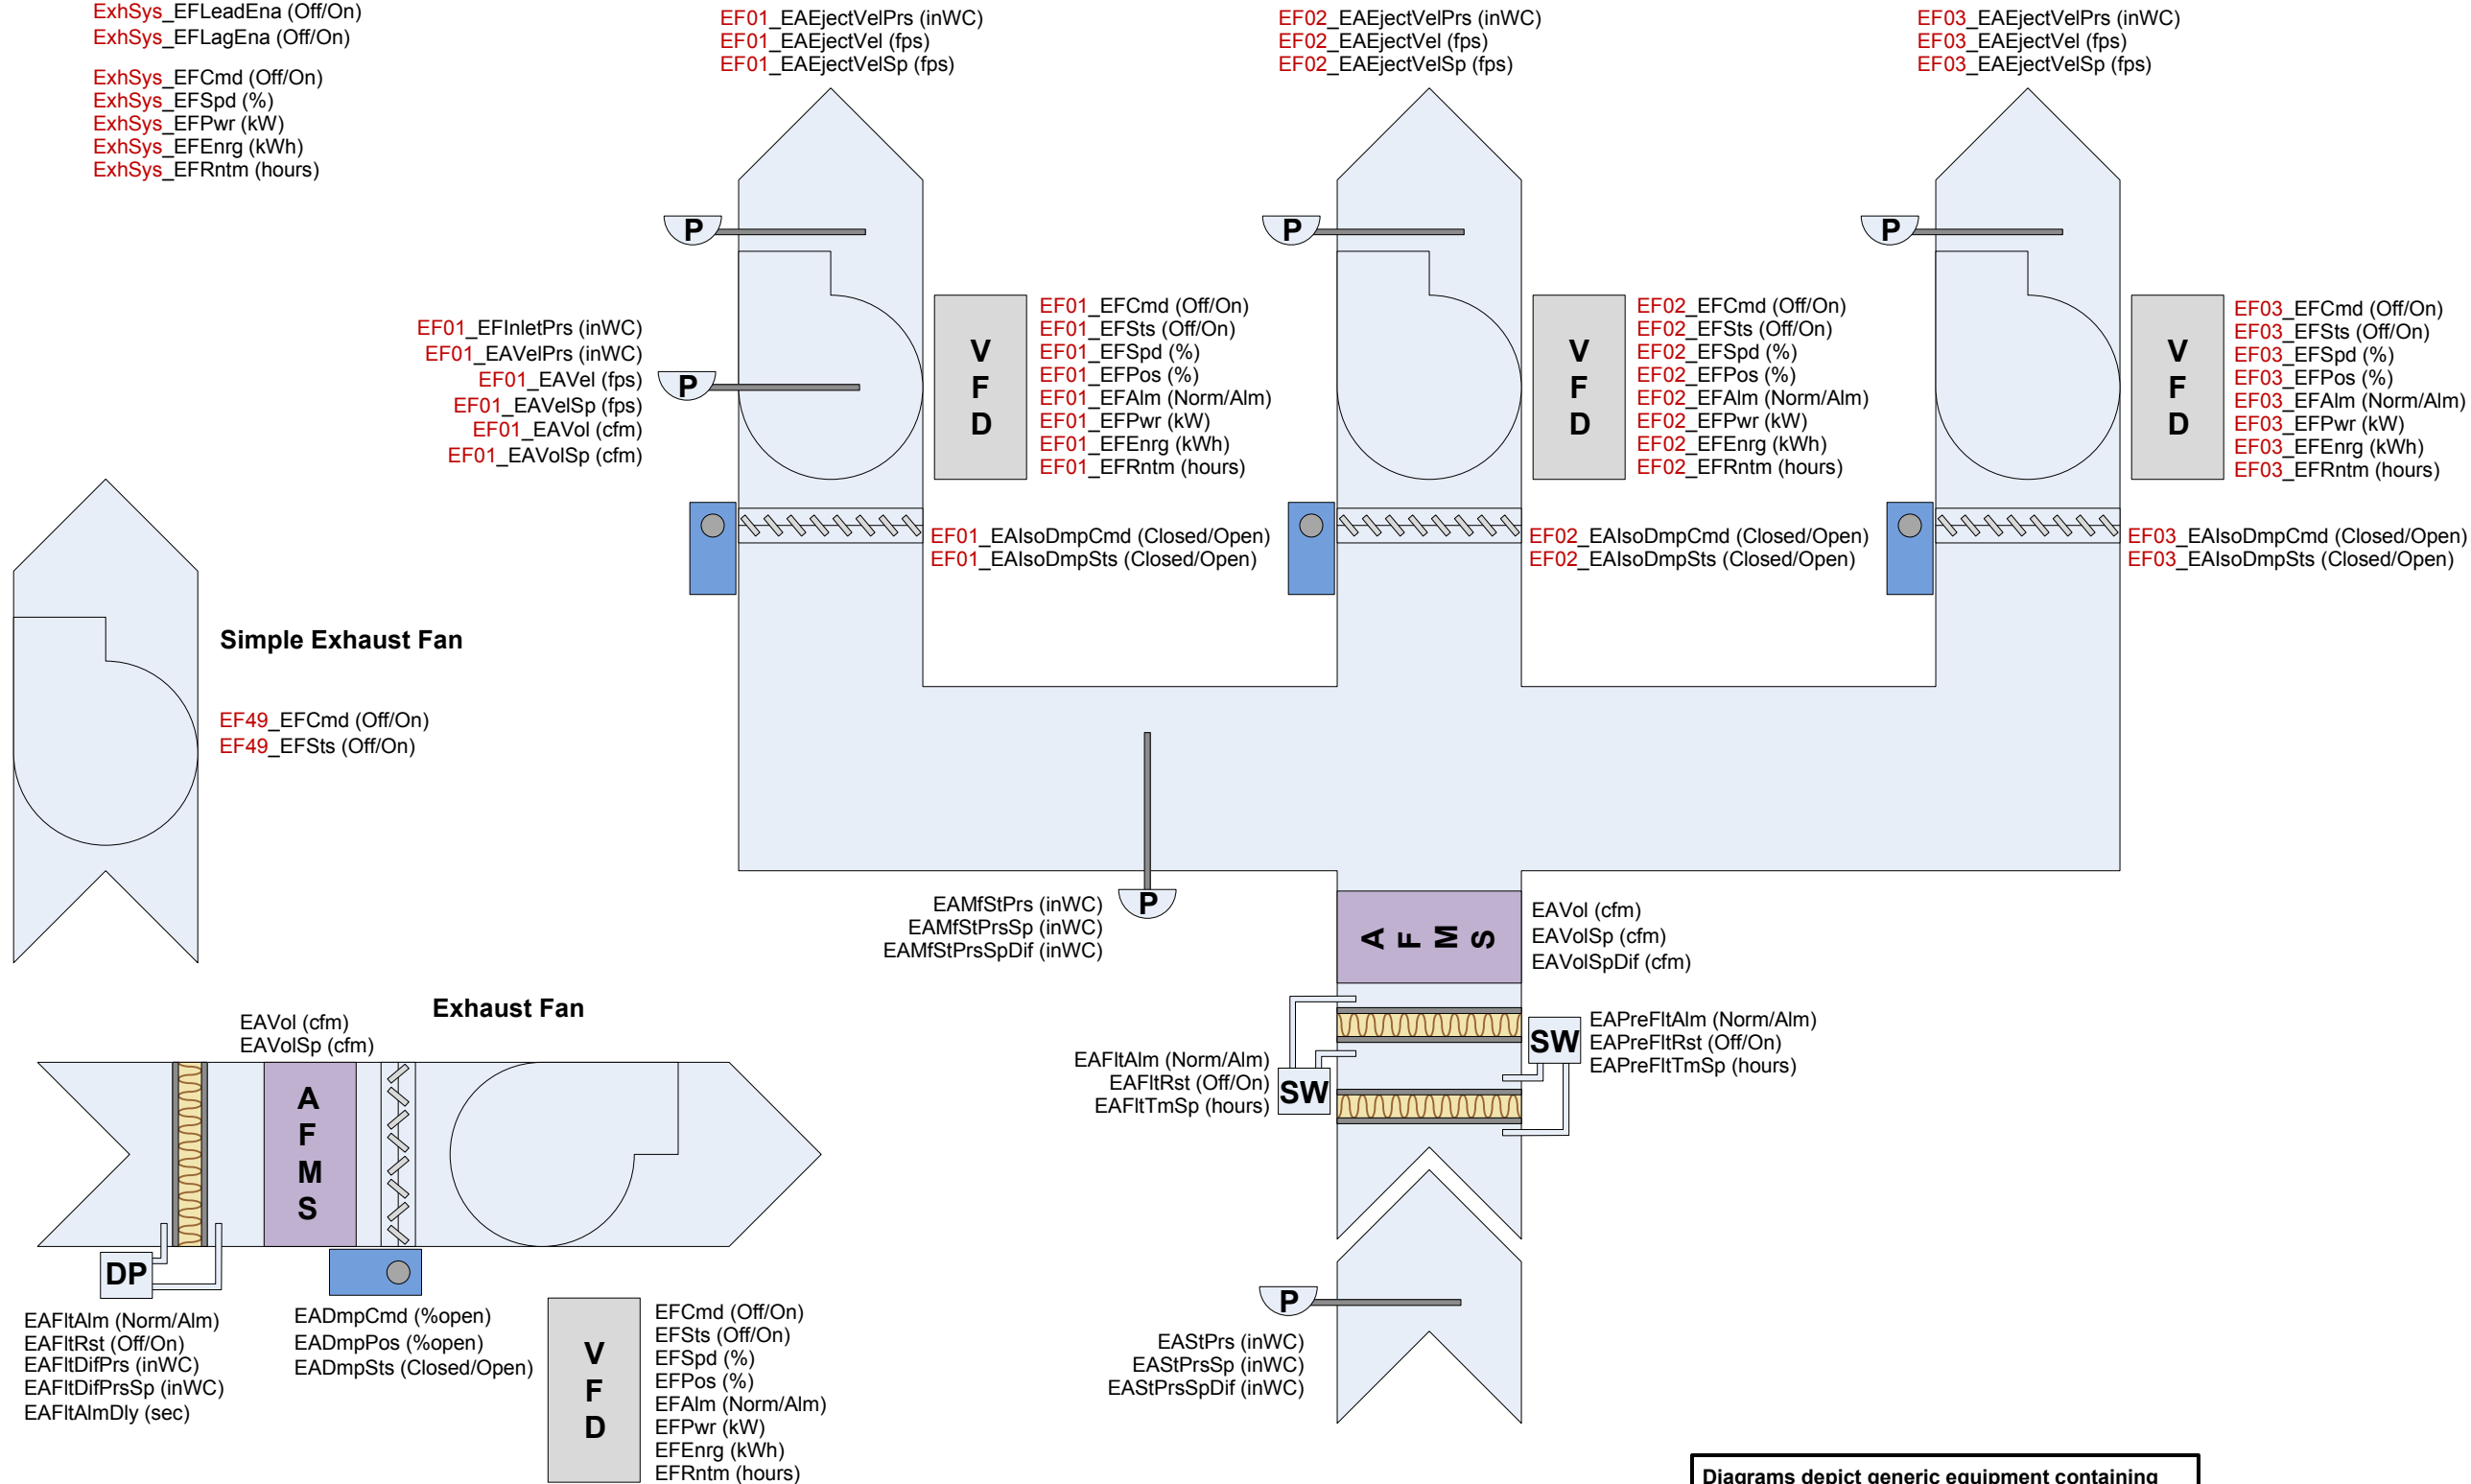 ExhSys_EFLeadEna (Off/On)
ExhSys_EFLagEna (Off/On)
ExhSys_EFCmd (Off/On)
ExhSys_EFSpd (%)
ExhSys_EFPwr (kW)
ExhSys_EFEnrg (kWh)
ExhSys_EFRntm (hours)
EF01_EAEjectVelPrs (inWC)
EF01_EAEjectVel (fps)
EF01_EAEjectVelSp (fps)
EF02_EAEjectVelPrs (inWC)
EF02_EAEjectVel (fps)
EF02_EAEjectVelSp (fps)
EF03_EAEjectVelPrs (inWC)
EF03_EAEjectVel (fps)
EF03_EAEjectVelSp (fps)
P
P
P
EF01_EFInletPrs (inWC)
EF01_EAVelPrs (inWC)
EF01_EAVel (fps)
EF01_EAVelSp (fps)
EF01_EAVol (cfm)
EF01_EAVolSp (cfm)
P
V
F
D
EF01_EFCmd (Off/On)
EF01_EFSts (Off/On)
EF01_EFSpd (%)
EF01_EFPos (%)
EF01_EFAlm (Norm/Alm)
EF01_EFPwr (kW)
EF01_EFEnrg (kWh)
EF01_EFRntm (hours)
V
F
D
EF02_EFCmd (Off/On)
EF02_EFSts (Off/On)
EF02_EFSpd (%)
EF02_EFPos (%)
EF02_EFAlm (Norm/Alm)
EF02_EFPwr (kW)
EF02_EFEnrg (kWh)
EF02_EFRntm (hours)
V
F
D
EF03_EFCmd (Off/On)
EF03_EFSts (Off/On)
EF03_EFSpd (%)
EF03_EFPos (%)
EF03_EFAlm (Norm/Alm)
EF03_EFPwr (kW)
EF03_EFEnrg (kWh)
EF03_EFRntm (hours)
EF01_EAIsoDmpCmd (Closed/Open)
EF01_EAIsoDmpSts (Closed/Open)
EF02_EAIsoDmpCmd (Closed/Open)
EF02_EAIsoDmpSts (Closed/Open)
EF03_EAIsoDmpCmd (Closed/Open)
EF03_EAIsoDmpSts (Closed/Open)
Simple Exhaust Fan
EF49_EFCmd (Off/On)
EF49_EFSts (Off/On)
EAMfStPrs (inWC)
EAMfStPrsSp (inWC)
EAMfStPrsSpDif (inWC)
P
AFMS
EAVol (cfm)
EAVolSp (cfm)
EAVolSpDif (cfm)
EAFltAlm (Norm/Alm)
EAFltRst (Off/On)
EAFltTmSp (hours)
SW
SW
EAPreFltAlm (Norm/Alm)
EAPreFltRst (Off/On)
EAPreFltTmSp (hours)
Exhaust Fan
EAVol (cfm)
EAVolSp (cfm)
A
F
M
S
DP
EAFltAlm (Norm/Alm)
EAFltRst (Off/On)
EAFltDifPrs (inWC)
EAFltDifPrsSp (inWC)
EAFltAlmDly (sec)
EADmpCmd (%open)
EADmpPos (%open)
EADmpSts (Closed/Open)
V
F
D
EFCmd (Off/On)
EFSts (Off/On)
EFSpd (%)
EFPos (%)
EFAlm (Norm/Alm)
EFPwr (kW)
EFEnrg (kWh)
EFRntm (hours)
P
EAStPrs (inWC)
EAStPrsSp (inWC)
EAStPrsSpDif (inWC)
Diagrams depict generic equipment containing